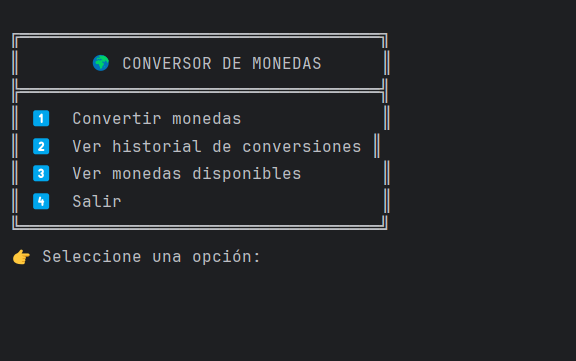 🌍 CONVERSOR DE MONEDAS
1️⃣ Convertir monedas
2️⃣ Ver historial de conversiones
3️⃣ Ver monedas disponibles
4️⃣ Salir
👉 Seleccione una opción: